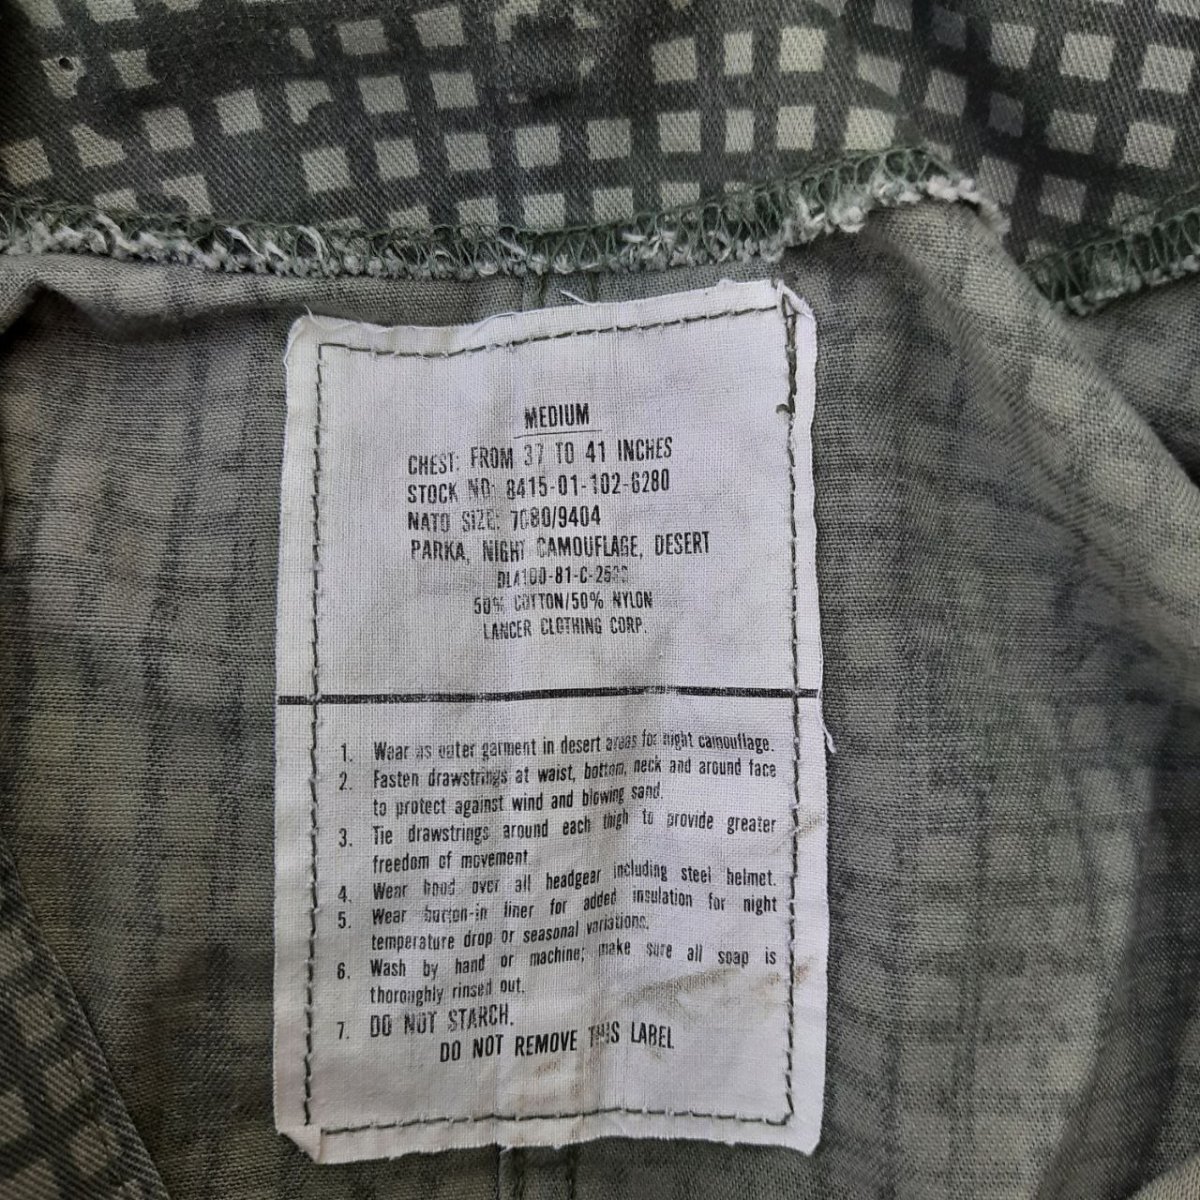 MEDIUM
CHEST: FROM 37 TO 41 INCHES
STOCK NO: 8415-01-102-6280
NATO SIZE: 7080/9404
PARKA, NIGHT CAMOUFLAGE, DESERT
50% COTTON/50% NYLON
LANCER CLOTHING CORP.
1. Wear as outer garment in desert areas for night camouflage.
2. Fasten drawstrings at waist, bottom, neck and around face
to protect against wind and blowing sand.
3. Tie drawstrings around each thigh to provide greater
freedom of movement
4. Wear hood over all headgear including steel helmet.
5. Wear button-in liner for added insulation for night
temperature drop or seasonal variations.
6. Wash by hand or machine; make sure all soap is
thoroughly rinsed out.
7. DO NOT STARCH.
DO NOT REMOVE THIS LABEL